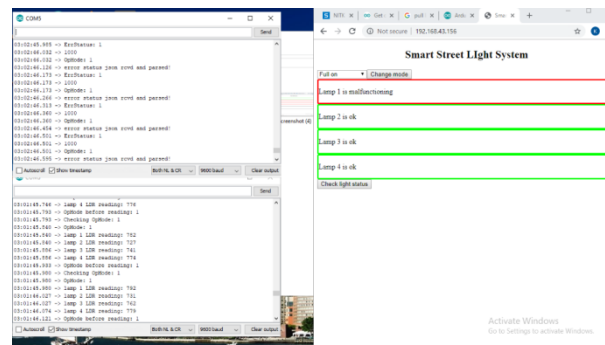 COM5
Send
03:02:45.985 -> ErrStatus: 1
03:02:46.032 -> 1000
03:02:46.032 -> OpMode: 1
03:02:46.126 -> error status json rcvd and parsed!
03:02:46.173 -> ErrStatus: 1
03:02:46.173 -> 1000
03:02:46.173 -> OpMode: 1
03:02:46.266 -> error status json rcvd and parsed!
03:02:46.313 -> ErrStatus: 1
03:02:46.360 -> 1000
03:02:46.360 -> OpMode: 1
03:02:46.454 -> error status json rcvd and parsed!
03:02:46.501 -> ErrStatus: 1
03:02:46.501 -> 1000
03:02:46.501 -> OpMode: 1
03:02:46.595 -> error status json rcvd and parsed!
Autoscroll Show timestamp Both NL & CR 9600 baud Clear output
Send
03:01:45.746 -> lamp 4 LDR reading: 778
03:01:45.793 -> OpMode before reading: 1
03:01:45.793 -> Checking OpMode: 1
03:01:45.840 -> OpMode: 1
03:01:45.840 -> lamp 1 LDR reading: 752
03:01:45.840 -> lamp 2 LDR reading: 727
03:01:45.886 -> lamp 3 LDR reading: 741
03:01:45.886 -> lamp 4 LDR reading: 774
03:01:45.933 -> OpMode before reading: 1
03:01:45.980 -> Checking OpMode: 1
03:01:45.980 -> OpMode: 1
03:01:45.980 -> lamp 1 LDR reading: 792
03:01:46.027 -> lamp 2 LDR reading: 731
03:01:46.027 -> lamp 3 LDR reading: 762
03:01:46.074 -> lamp 4 LDR reading: 779
03:01:46.121 -> OpMode before reading: 1
Autoscroll Show timestamp Both NL & CR 9600 baud Clear output
creenshot (4)
NITK Get pull Ardu Smar
Not secure 192.168.43.156
Smart Street LIght System
Full on Change mode
Lamp 1 is malfunctioning
Lamp 2 is ok
Lamp 3 is ok
Lamp 4 is ok
Check light status
Activate Windows
Go to Settings to activate Windows.